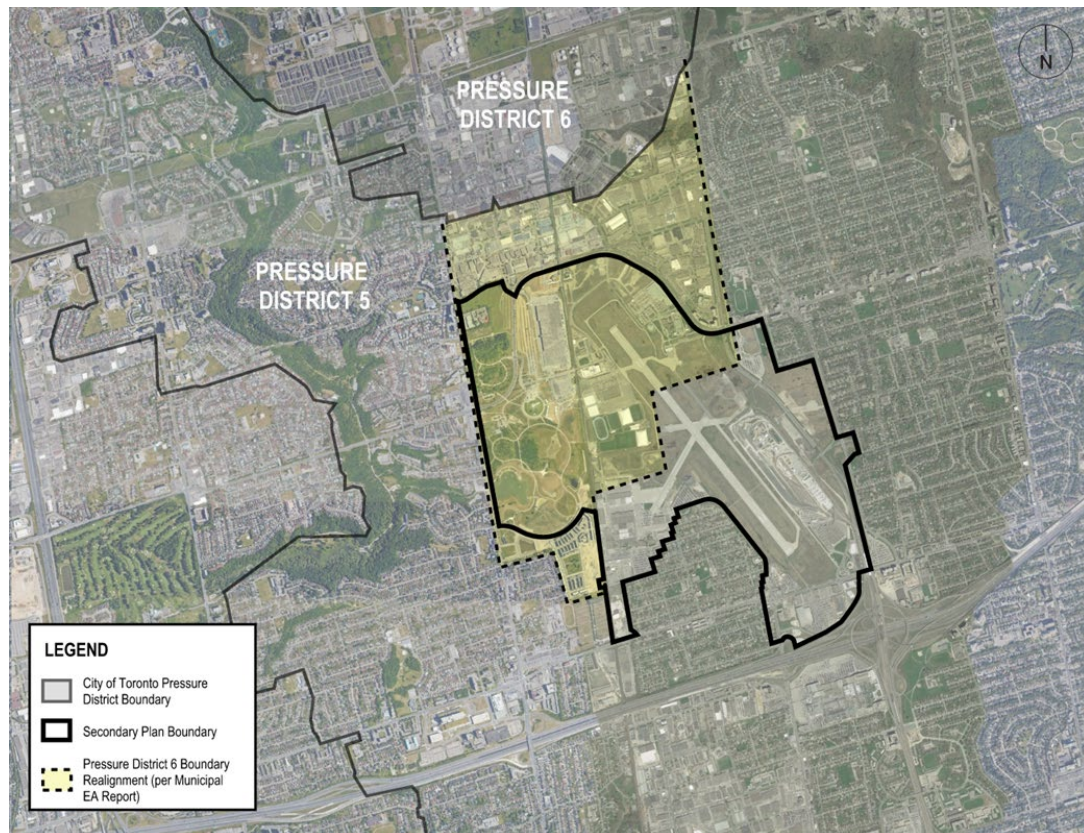 N
PRESSURE
DISTRICT 6
PRESSURE
DISTRICT 5
LEGEND
City of Toronto Pressure
District Boundary
Secondary Plan Boundary
Pressure District 6 Boundary
Realignment (per Municipal
EA Report)